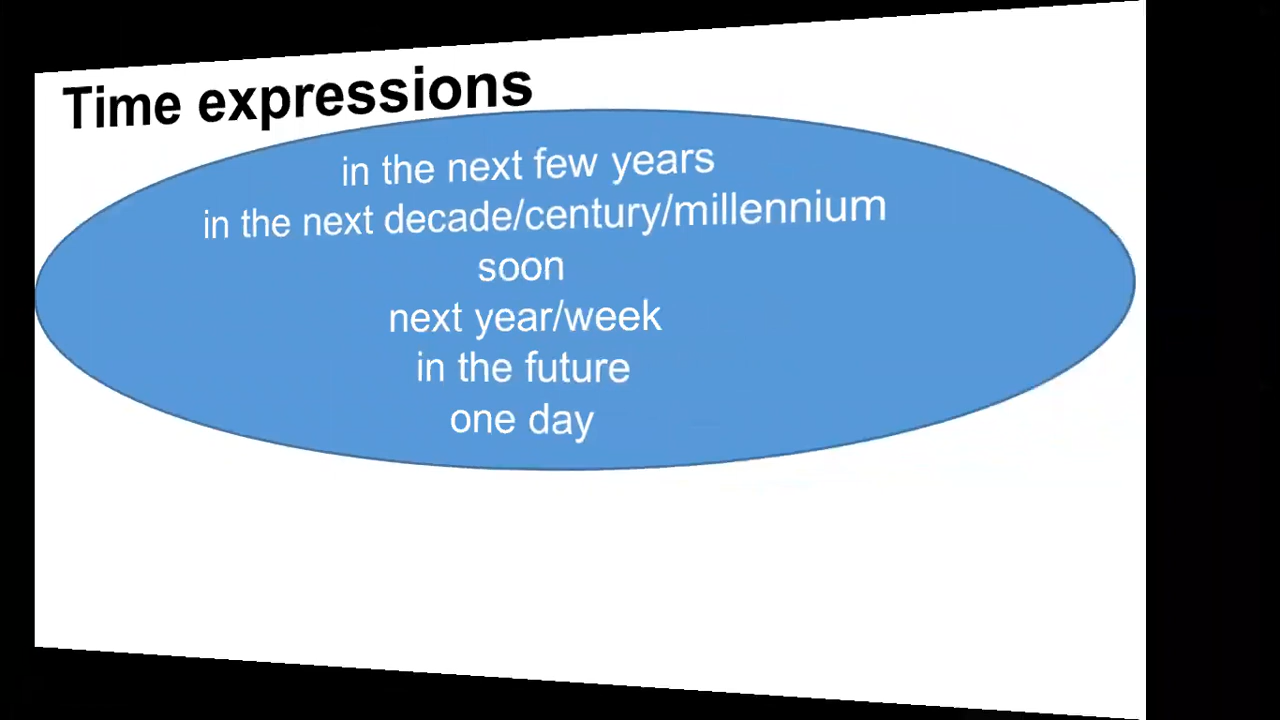 Time expressions
in the next few years
in the next decade/century/millennium
soon
next year/week
in the future
one day